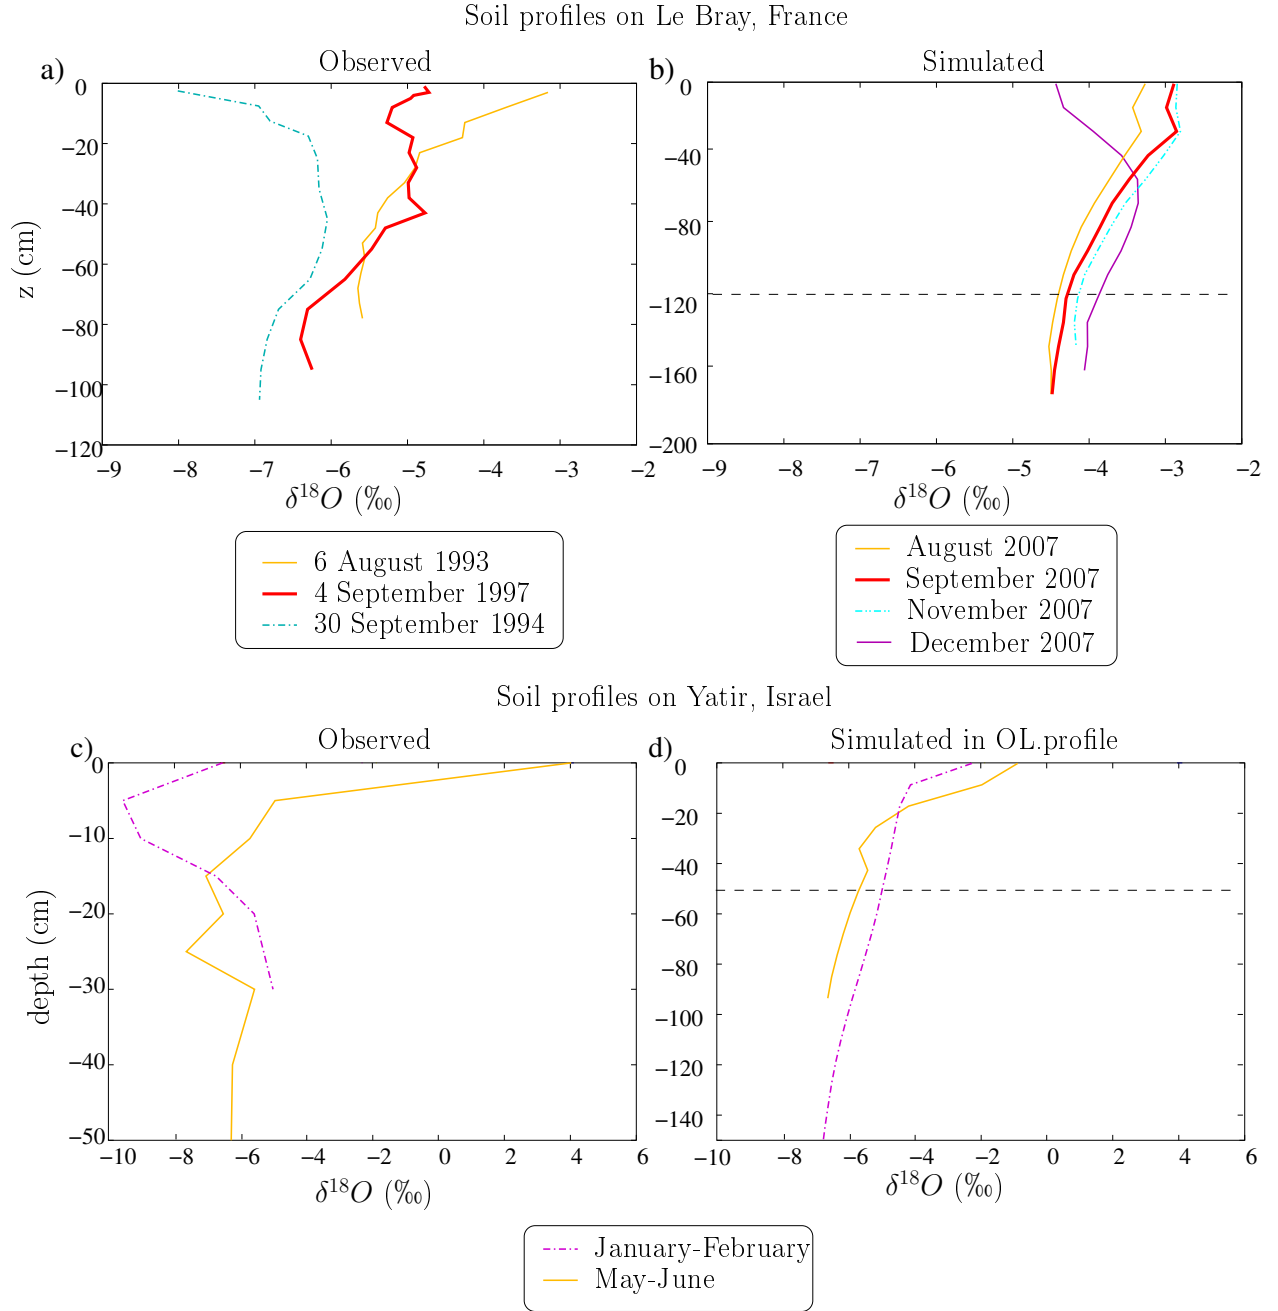 Soil profiles on Le Bray, France
a) Observed
b) Simulated
z (cm)
0
−20
−40
−60
−80
−100
−120
−9 −8 −7 −6 −5 −4 −3 −2
δ18O (‰)
0
−40
−80
−120
−160
−200
−9 −8 −7 −6 −5 −4 −3 −2
δ18O (‰)
6 August 1993
4 September 1997
30 September 1994
August 2007
September 2007
November 2007
December 2007
Soil profiles on Yatir, Israel
c) Observed
d) Simulated in OL.profile
depth (cm)
0
−10
−20
−30
−40
−50
−10 −8 −6 −4 −2 0 2 4 6
δ18O (‰)
0
−20
−40
−60
−80
−100
−120
−140
−10 −8 −6 −4 −2 0 2 4 6
δ18O (‰)
January-February
May-June